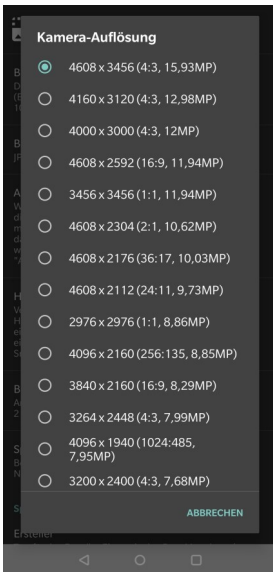 Kamera-Auflösung
4608 x 3456 (4:3, 15,93MP)
4160 x 3120 (4:3, 12,98MP)
4000 x 3000 (4:3, 12MP)
4608 x 2592 (16:9, 11,94MP)
3456 x 3456 (1:1, 11,94MP)
4608 x 2304 (2:1, 10,62MP)
4608 x 2176 (36:17, 10,03MP)
4608 x 2112 (24:11, 9,73MP)
2976 x 2976 (1:1, 8,86MP)
4096 x 2160 (256:135, 8,85MP)
3840 x 2160 (16:9, 8,29MP)
3264 x 2448 (4:3, 7,99MP)
4096 x 1940 (1024:485,
7,95MP)
3200 x 2400 (4:3, 7,68MP)
ABBRECHEN
Ersteller